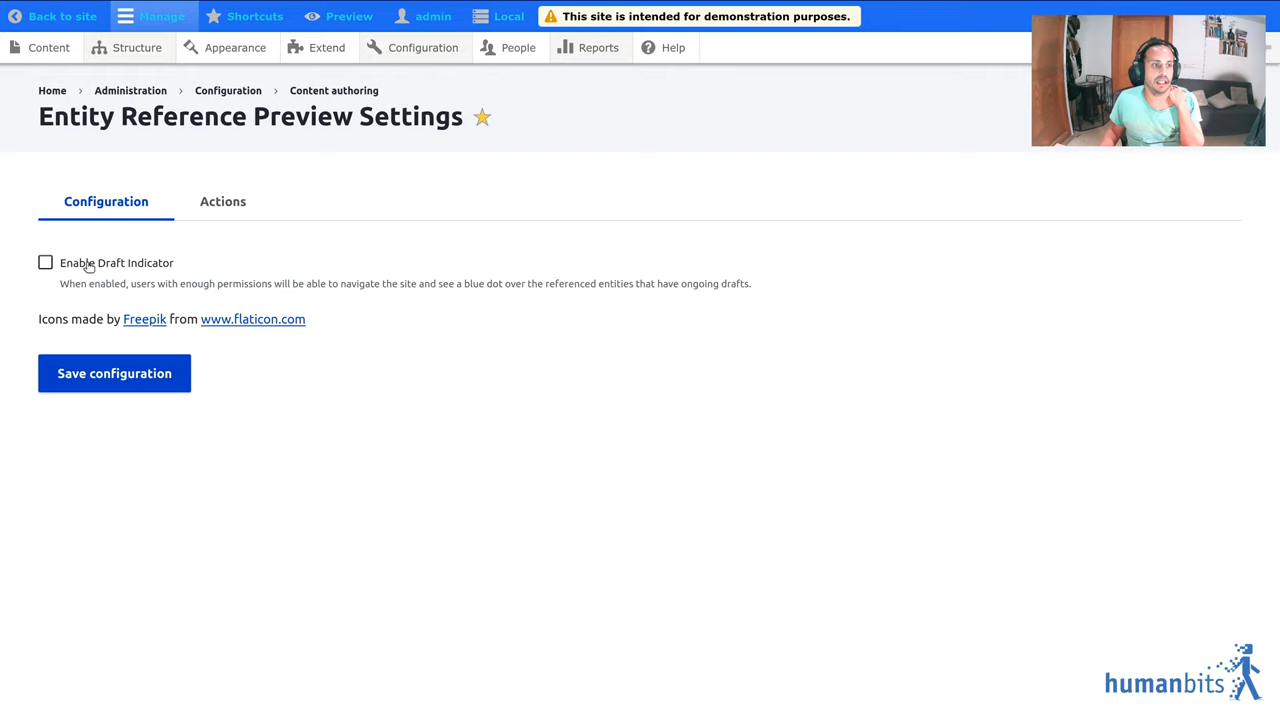 Back to site Manage Shortcuts Preview admin Local This site is intended for demonstration purposes.
Content Structure Appearance Extend Configuration People Reports Help
Home › Administration › Configuration › Content authoring
Entity Reference Preview Settings
Configuration Actions
Enable Draft Indicator
When enabled, users with enough permissions will be able to navigate the site and see a blue dot over the referenced entities that have ongoing drafts.
Icons made by Freepik from www.flaticon.com
Save configuration
humanbits